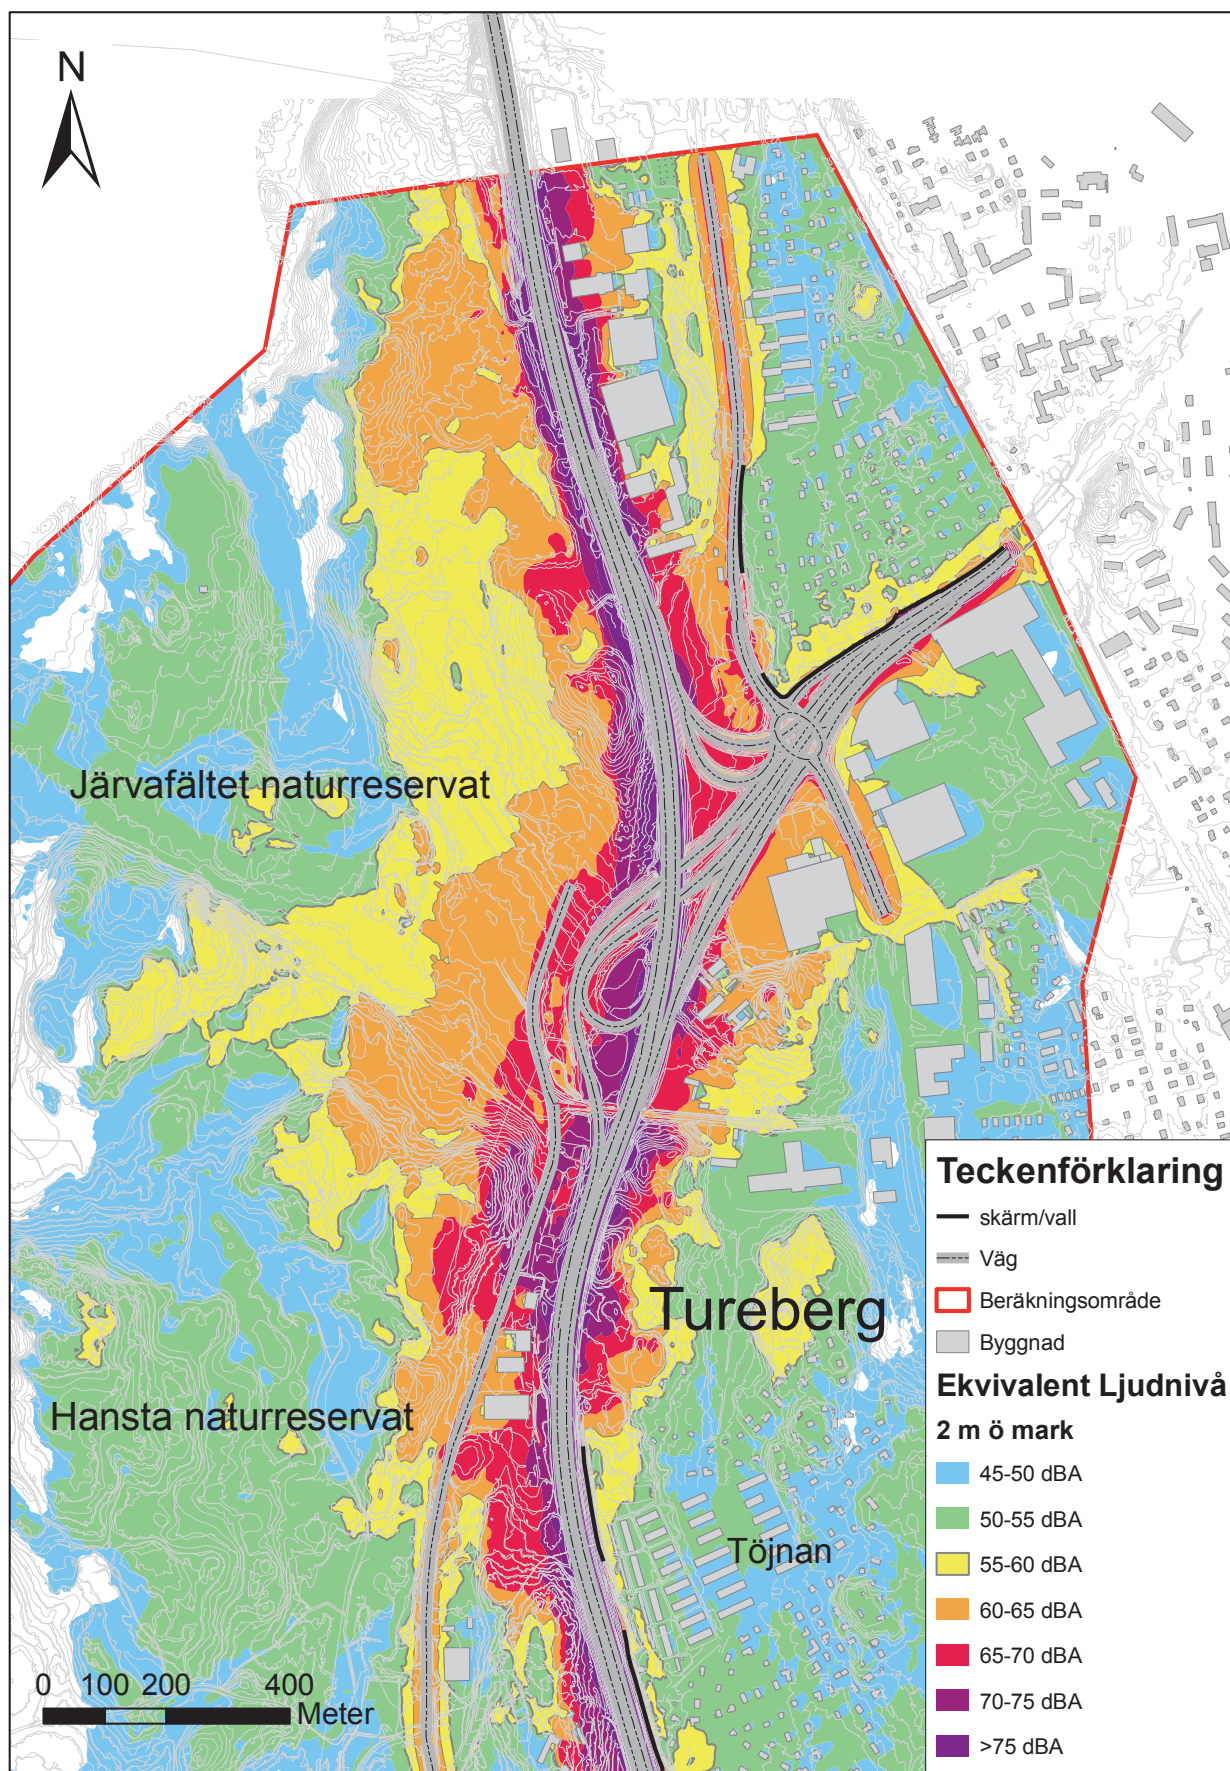 N
Järvafältet naturreservat
Tureberg
Hansta naturreservat
Töjnan
0 100 200 400
Meter
Teckenförklaring
skärm/vall
Väg
Beräkningsområde
Byggnad
Ekvivalent Ljudnivå
2 m ö mark
45-50 dBA
50-55 dBA
55-60 dBA
60-65 dBA
65-70 dBA
70-75 dBA
>75 dBA